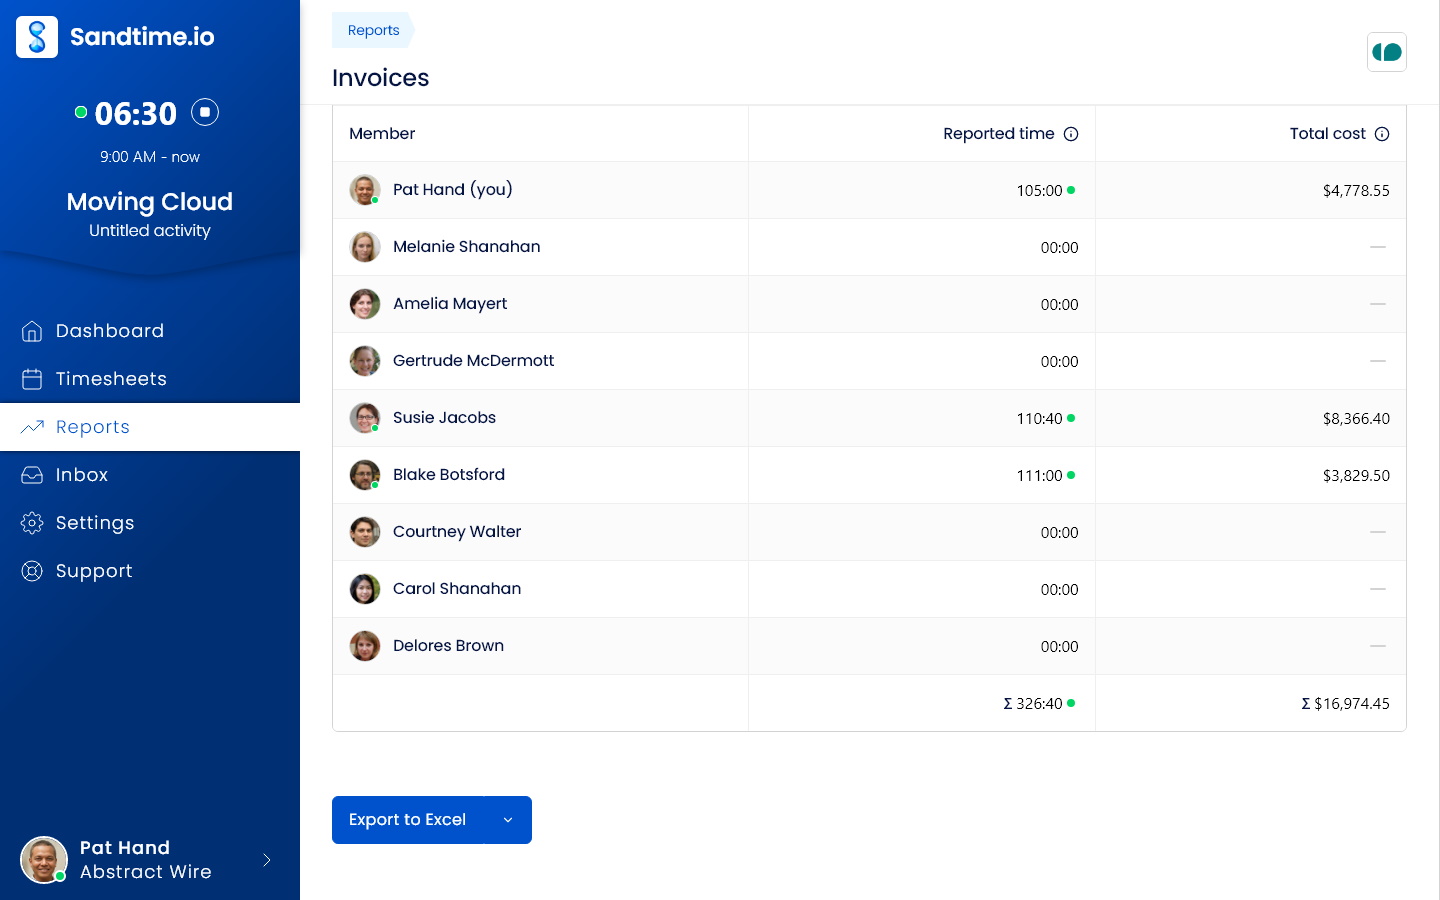 Sandtime.io
06:30
9:00 AM - now
Moving Cloud
Untitled activity
Dashboard
Timesheets
Reports
Inbox
Settings
Support
Pat Hand
Abstract Wire
Reports
Invoices
Member Reported time Total cost
Pat Hand (you) 105:00 $4,778.55
Melanie Shanahan 00:00 —
Amelia Mayert 00:00 —
Gertrude McDermott 00:00 —
Susie Jacobs 110:40 $8,366.40
Blake Botsford 111:00 $3,829.50
Courtney Walter 00:00 —
Carol Shanahan 00:00 —
Delores Brown 00:00 —
Σ 326:40 Σ $16,974.45
Export to Excel